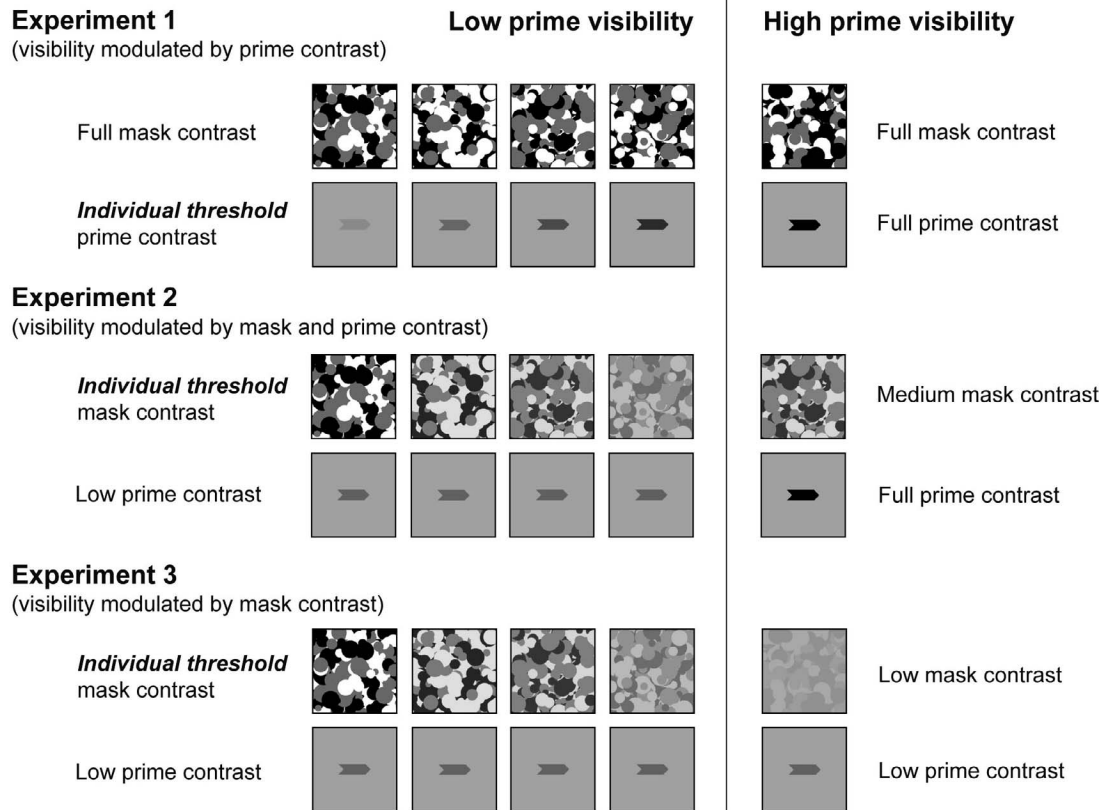 Experiment 1
Low prime visibility
High prime visibility
(visibility modulated by prime contrast)
Full mask contrast
Full mask contrast
Individual threshold
prime contrast
Full prime contrast
Experiment 2
(visibility modulated by mask and prime contrast)
Individual threshold
mask contrast
Medium mask contrast
Low prime contrast
Full prime contrast
Experiment 3
(visibility modulated by mask contrast)
Individual threshold
mask contrast
Low mask contrast
Low prime contrast
Low prime contrast